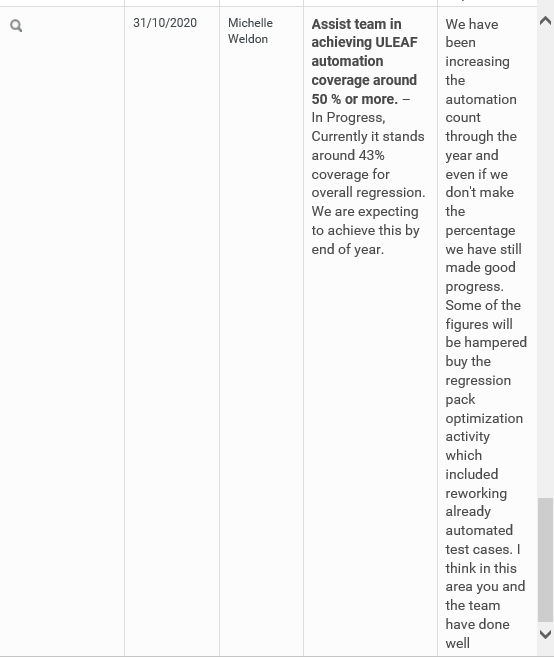 31/10/2020
Michelle
Weldon
Assist team in
achieving ULEAF
automation
coverage around
50 % or more. –
In Progress,
Currently it stands
around 43%
coverage for
overall regression.
We are expecting
to achieve this by
end of year.
We have
been
increasing
the
automation
count
through the
year and
even if we
don't make
the
percentage
we have still
made good
progress.
Some of the
figures will
be hampered
buy the
regression
pack
optimization
activity
which
included
reworking
already
automated
test cases. I
think in this
area you and
the team
have done
well